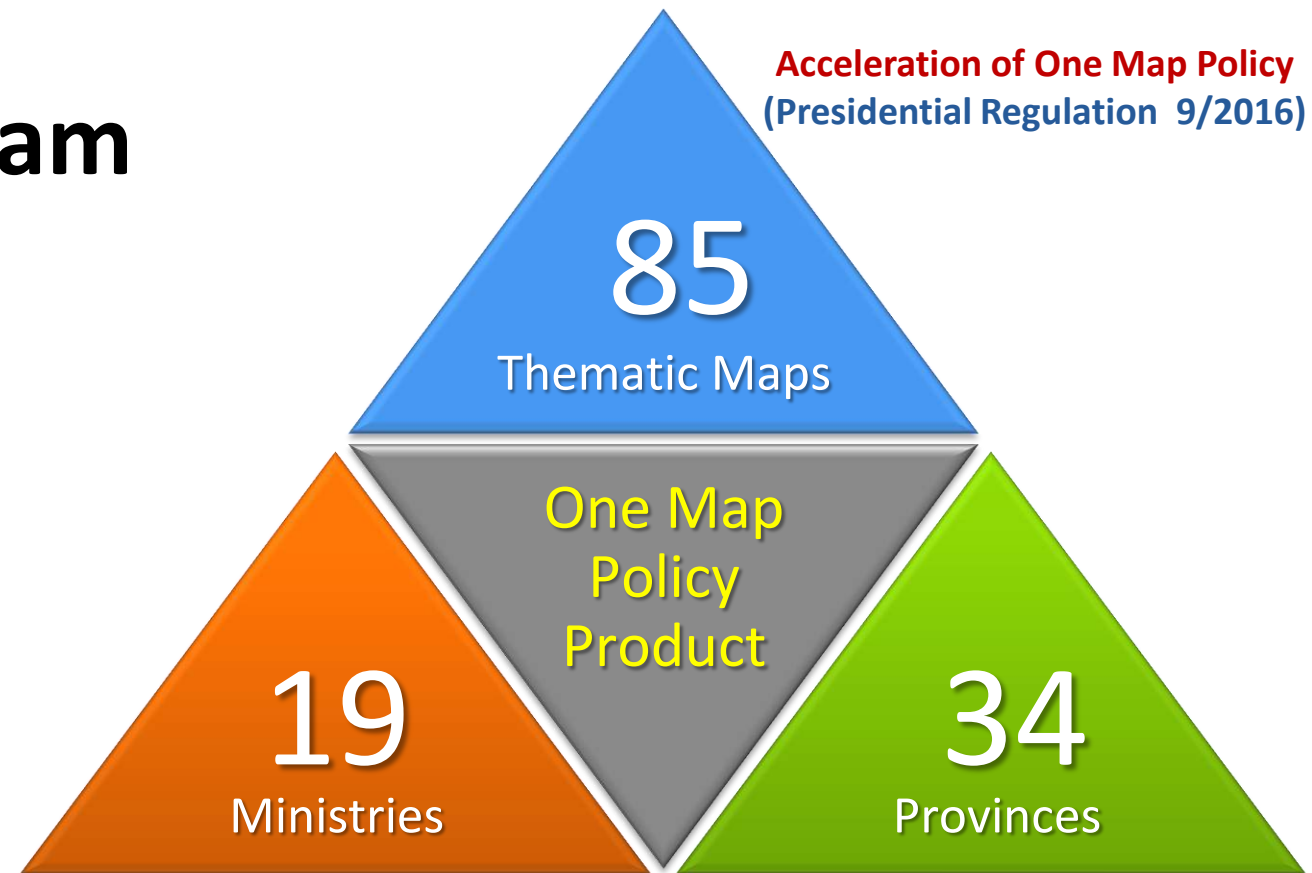 am
Acceleration of One Map Policy
(Presidential Regulation 9/2016)
85
Thematic Maps
One Map
Policy
Product
19
Ministries
34
Provinces